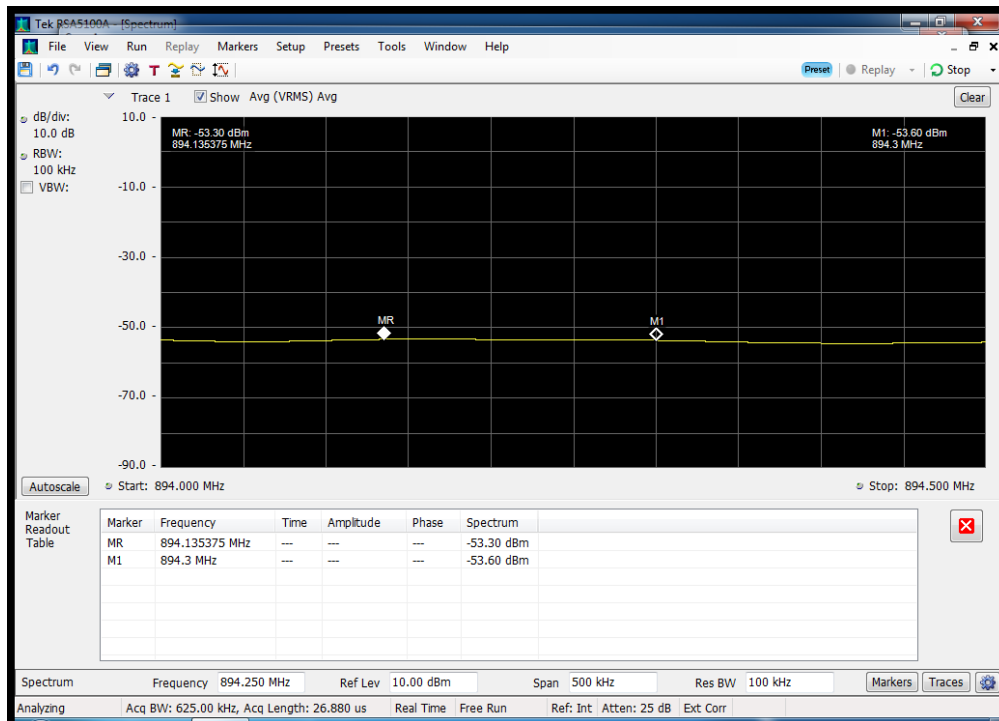 Tek RSA5100A - [Spectrum]
File View Run Replay Markers Setup Presets Tools Window Help
T Preset Replay Stop
Trace 1 Show Avg (VRMS) Avg Clear
dB/div: 10.0 -
10.0 dB
MR: -53.30 dBm M1: -53.60 dBm
894.135375 MHz 894.3 MHz
RBW:
100 kHz
VBW: -10.0 -
-30.0 -
MR M1
-50.0 -
-70.0 -
-90.0 -
Autoscale Start: 894.000 MHz Stop: 894.500 MHz
Marker
Readout
Table
Marker Frequency Time Amplitude Phase Spectrum
MR 894.135375 MHz --- --- --- -53.30 dBm
M1 894.3 MHz --- --- --- -53.60 dBm
Spectrum Frequency 894.250 MHz Ref Lev 10.00 dBm Span 500 kHz Res BW 100 kHz Markers Traces
Analyzing Acq BW: 625.00 kHz, Acq Length: 26.880 us Real Time Free Run Ref: Int Atten: 25 dB Ext Corr